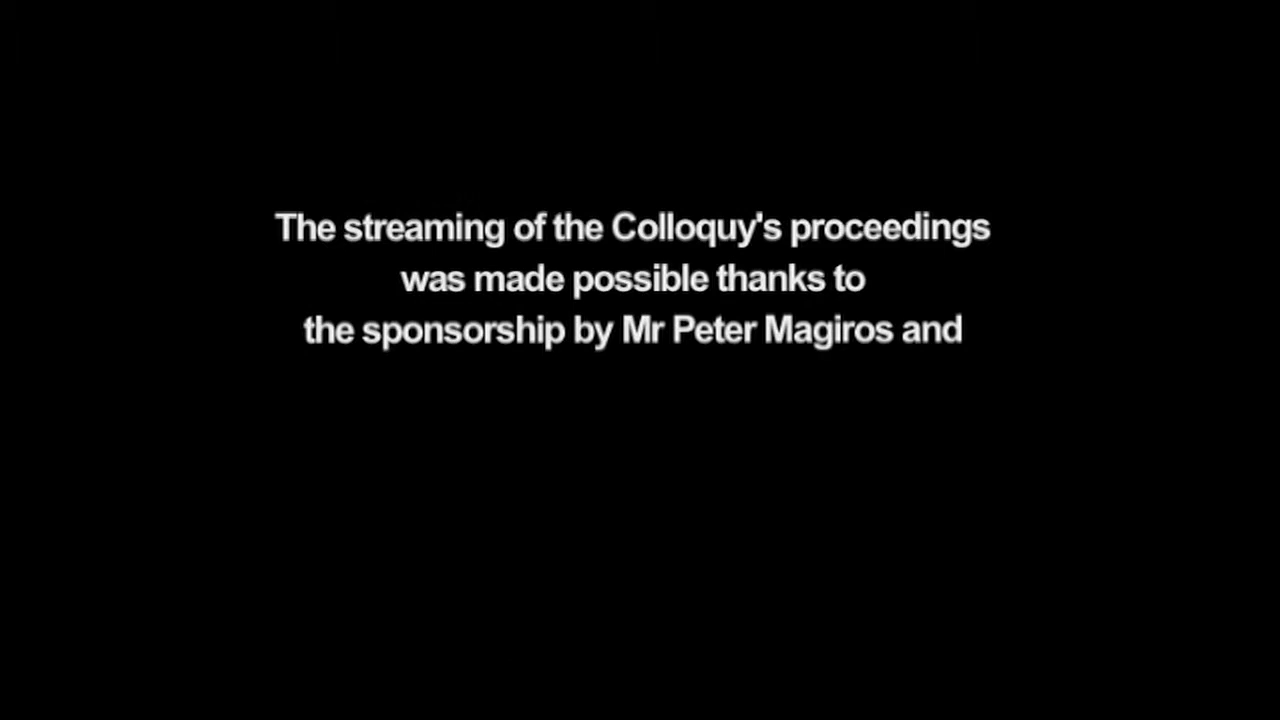 The streaming of the Colloquy's proceedings
was made possible thanks to
the sponsorship by Mr Peter Magiros and